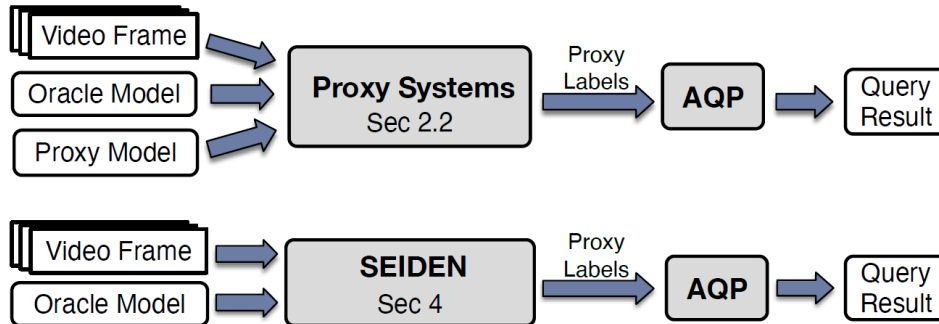 Video Frame
Oracle Model
Proxy Model
Proxy Systems
Sec 2.2
Proxy
Labels
AQP
Query
Result
Video Frame
Oracle Model
SEIDEN
Sec 4
Proxy
Labels
AQP
Query
Result